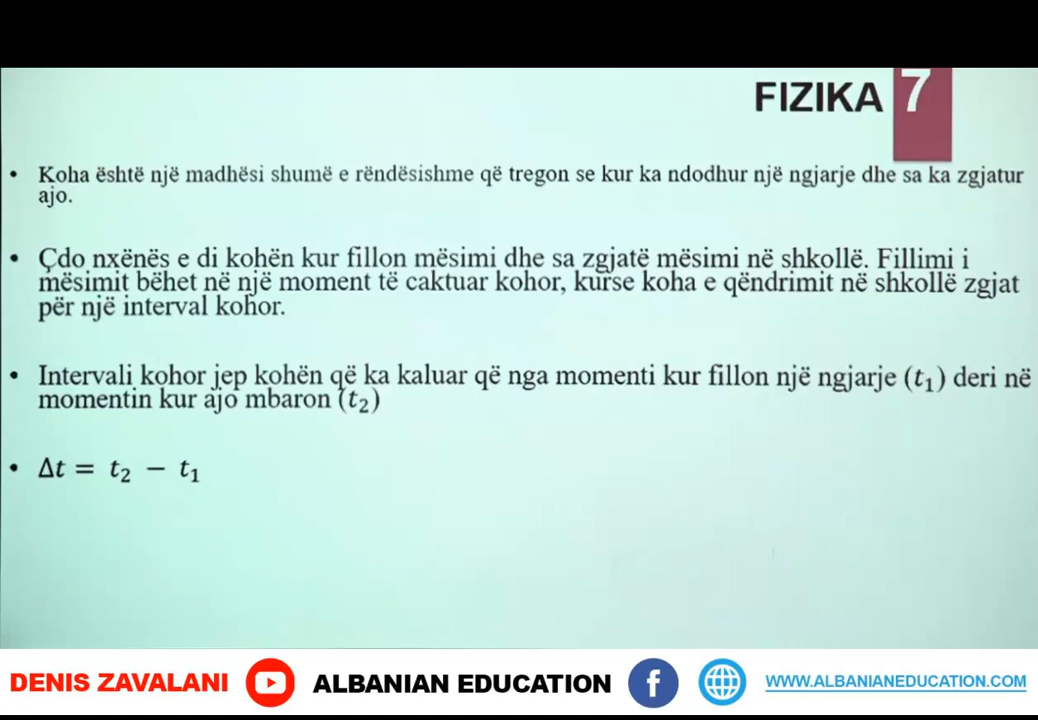 FIZIKA 7
• Koha është një madhësi shumë e rëndësishme që tregon se kur ka ndodhur një ngjarje dhe sa ka zgjatur
ajo.
• Çdo nxënës e di kohën kur fillon mësimi dhe sa zgjatë mësimi në shkollë. Fillimi i
mësimit bëhet në një moment të caktuar kohor, kurse koha e qëndrimit në shkollë zgjat
për një interval kohor.
• Intervali kohor jep kohën që ka kaluar që nga momenti kur fillon një ngjarje (t₁) deri në
momentin kur ajo mbaron (t₂)
• Δt = t₂ − t₁
DENIS ZAVALANI ALBANIAN EDUCATION f WWW.ALBANIANEDUCATION.COM